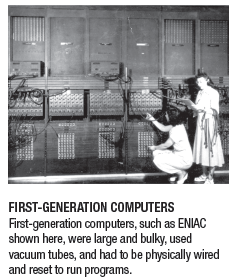 FIRST-GENERATION COMPUTERS
First-generation computers, such as ENIAC
shown here, were large and bulky, used
vacuum tubes, and had to be physically wired
and reset to run programs.